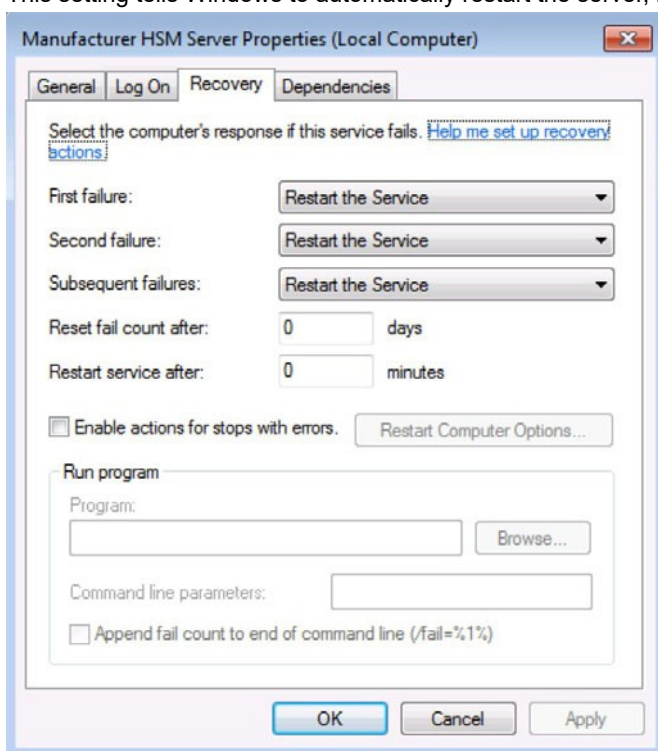 This setting tells Windows to automatically restart the server,
Manufacturer HSM Server Properties (Local Computer)
General Log On Recovery Dependencies
Select the computer's response if this service fails. Help me set up recovery
actions.
First failure: Restart the Service
Second failure: Restart the Service
Subsequent failures: Restart the Service
Reset fail count after: 0 days
Restart service after: 0 minutes
Enable actions for stops with errors. Restart Computer Options...
Run program
Program:
Browse...
Command line parameters:
Append fail count to end of command line (/fail=%1%)
OK Cancel Apply